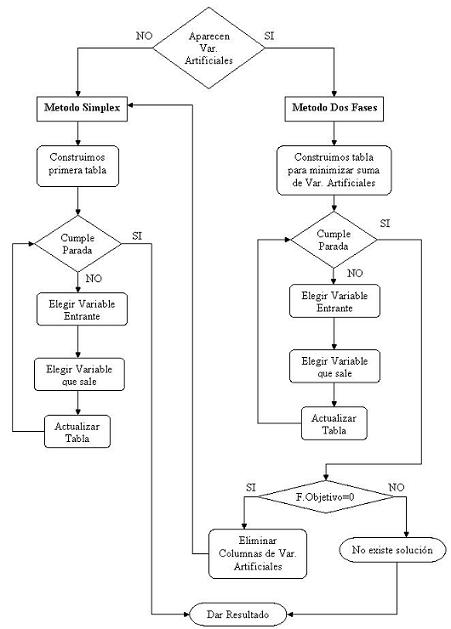 Aparecen
Var.
Artificiales
NO
SI
Metodo Simplex
Metodo Dos Fases
Construimos
primera tabla
Construimos tabla
para minimizar suma
de Var. Artificiales
Cumple
Parada
SI
NO
Cumple
Parada
SI
NO
Elegir Variable
Entrante
Elegir Variable
Entrante
Elegir Variable
que sale
Elegir Variable
que sale
Actualizar
Tabla
Actualizar
Tabla
SI
F.Objetivo=0
NO
Eliminar
Columnas de Var.
Artificiales
No existe solución
Dar Resultado